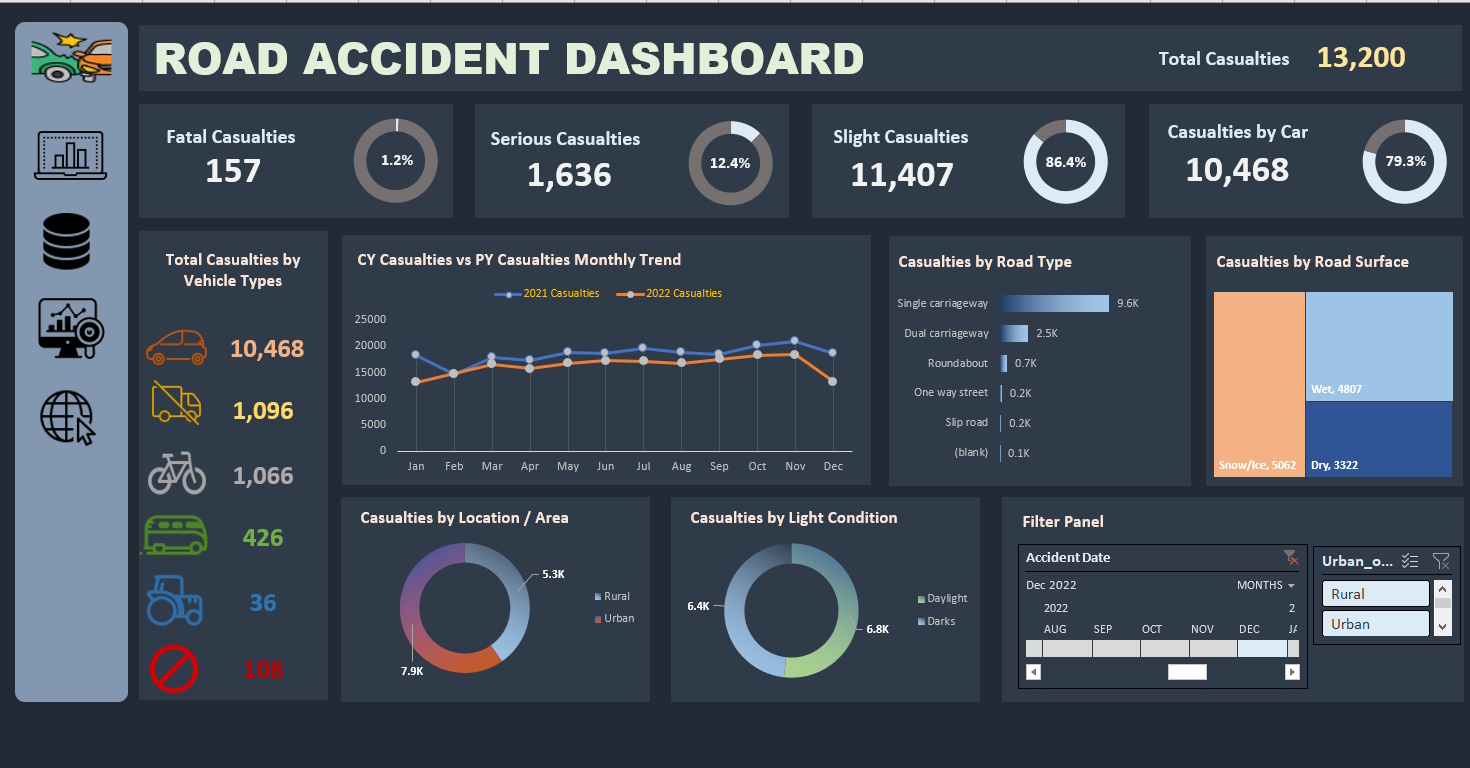 ROAD ACCIDENT DASHBOARD
Total Casualties 13,200
Fatal Casualties
157
1.2%
Serious Casualties
1,636
12.4%
Slight Casualties
11,407
86.4%
Casualties by Car
10,468
79.3%
Total Casualties by
Vehicle Types
10,468
1,096
1,066
426
36
108
CY Casualties vs PY Casualties Monthly Trend
2021 Casualties 2022 Casualties
25000
20000
15000
10000
5000
0
Jan Feb Mar Apr May Jun Jul Aug Sep Oct Nov Dec
Casualties by Road Type
Single carriageway 9.6K
Dual carriageway 2.5K
Roundabout 0.7K
One way street 0.2K
Slip road 0.2K
(blank) 0.1K
Casualties by Road Surface
Wet, 4807
Snow/Ice, 5062
Dry, 3322
Casualties by Location / Area
5.3K
7.9K
Rural
Urban
Casualties by Light Condition
6.4K
6.8K
Daylight
Darks
Filter Panel
Accident Date
Dec 2022 MONTHS
2022 2
AUG SEP OCT NOV DEC JA
Urban_o...
Rural
Urban